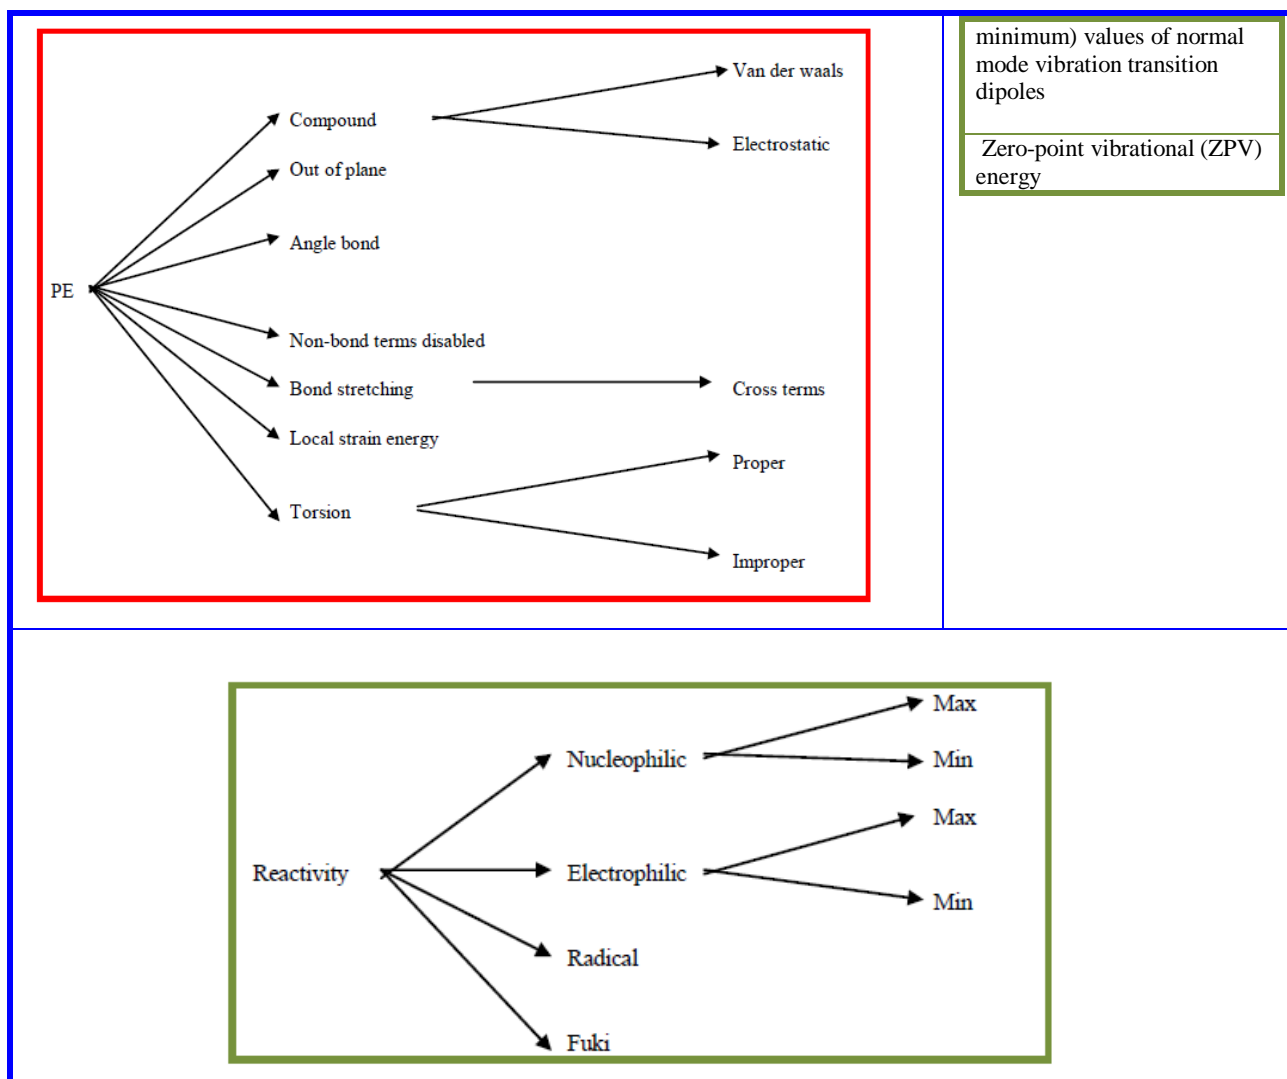 Van der waals
Compound
Electrostatic
Out of plane
Angle bond
PE
Non-bond terms disabled
Bond stretching
Cross terms
Local strain energy
Proper
Torsion
Improper
minimum) values of normal
mode vibration transition
dipoles
Zero-point vibrational (ZPV)
energy
Max
Nucleophilic
Min
Max
Reactivity
Electrophilic
Min
Radical
Fuki